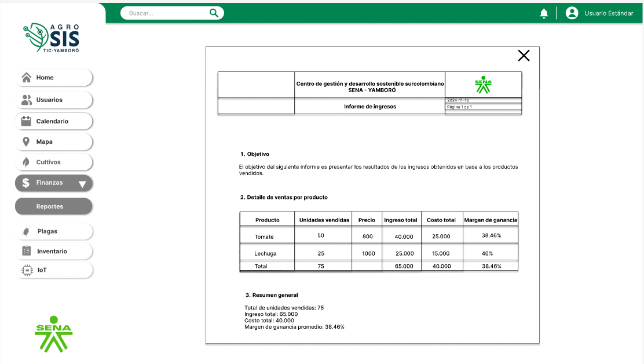 AGRO
SIS
TIC-YAMBORÓ
Buscar...
Usuario Estándar
Home
Usuarios
Calendario
Mapa
Cultivos
Finanzas
Reportes
Plagas
Inventario
IoT
SENA
Centro de gestión y desarrollo sostenible surcolombiano
SENA - YAMBORÓ
Informe de ingresos
Página 1 de 1
1. Objetivo
El objetivo del siguiente informe es presentar los resultados de los ingresos obtenidos en base a los productos
vendidos.
2. Detalle de ventas por producto
Producto Unidades vendidas Precio Ingreso total Costo total Margen de ganancia
Tomate 50 800 40.000 25.000 38.46%
Lechuga 25 1000 25.000 15.000 40%
Total 75 65.000 40.000 38.46%
3. Resumen general
Total de unidades vendidas: 75
Ingreso total: 65.000
Costo total: 40.000
Margen de ganancia promedio: 38.46%